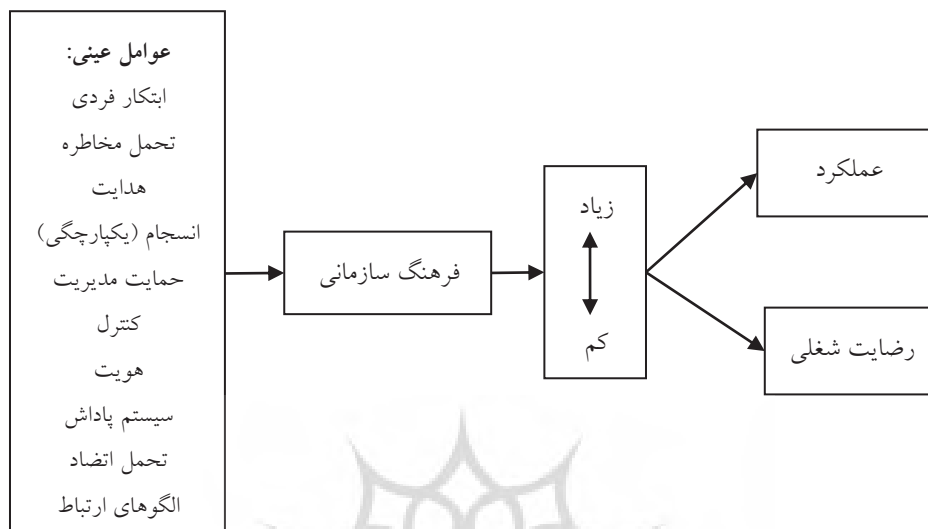 عوامل عینی:
ابتکار فردی
تحمل مخاطره
هدایت
انسجام (یکپارچگی)
حمایت مدیریت
کنترل
هویت
سیستم پاداش
تحمل اتضاد
الگوهای ارتباط
فرهنگ سازمانی
زیاد
کم
عملکرد
رضایت شغلی